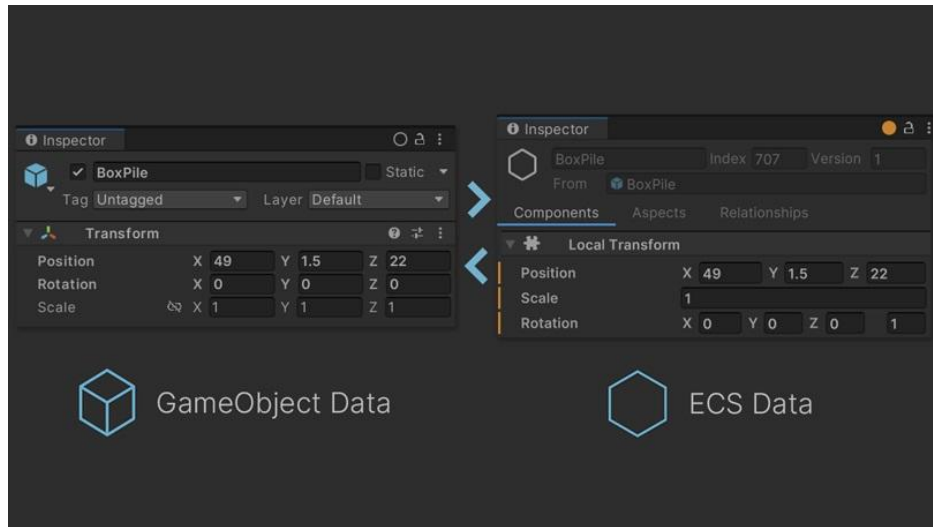 Inspector
BoxPile Static
Tag Untagged Layer Default
Transform
Position X 49 Y 1.5 Z 22
Rotation X 0 Y 0 Z 0
Scale X 1 Y 1 Z 1
GameObject Data
Inspector
BoxPile Index 707 Version 1
From BoxPile
Components Aspects Relationships
Local Transform
Position X 49 Y 1.5 Z 22
Scale 1
Rotation X 0 Y 0 Z 0 1
ECS Data